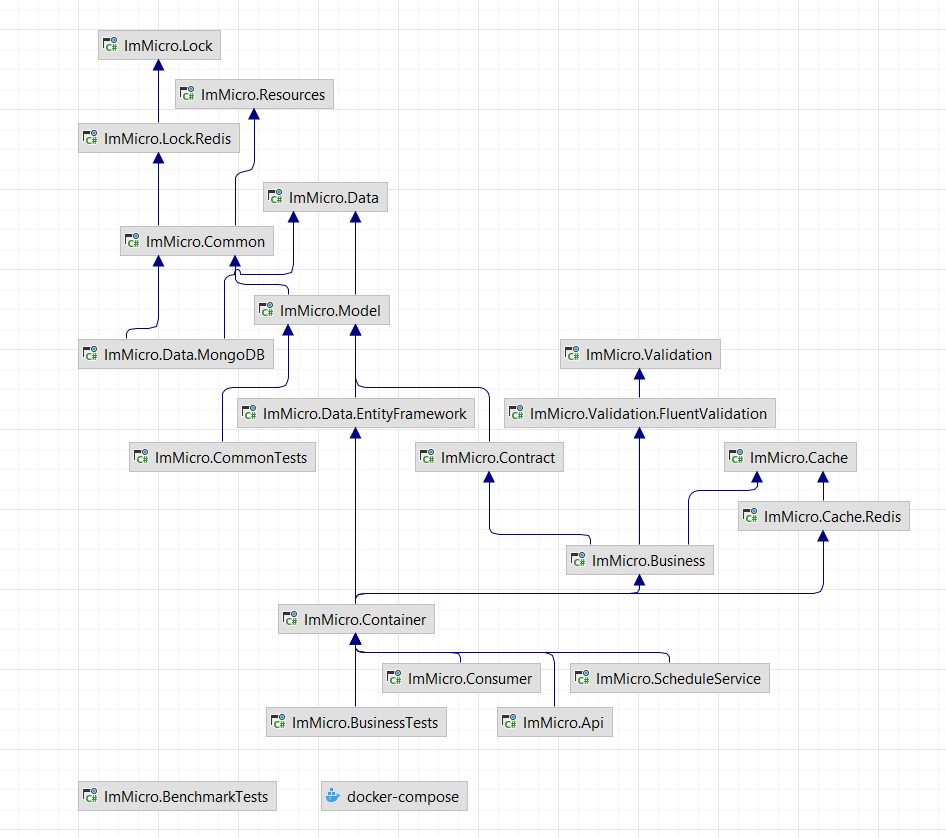 ImMicro.Lock
ImMicro.Resources
ImMicro.Lock.Redis
ImMicro.Data
ImMicro.Common
ImMicro.Model
ImMicro.Data.MongoDB
ImMicro.Validation
ImMicro.Data.EntityFramework
ImMicro.Validation.FluentValidation
ImMicro.CommonTests
ImMicro.Contract
ImMicro.Cache
ImMicro.Cache.Redis
ImMicro.Business
ImMicro.Container
ImMicro.Consumer
ImMicro.ScheduleService
ImMicro.BusinessTests
ImMicro.Api
ImMicro.BenchmarkTests
docker-compose